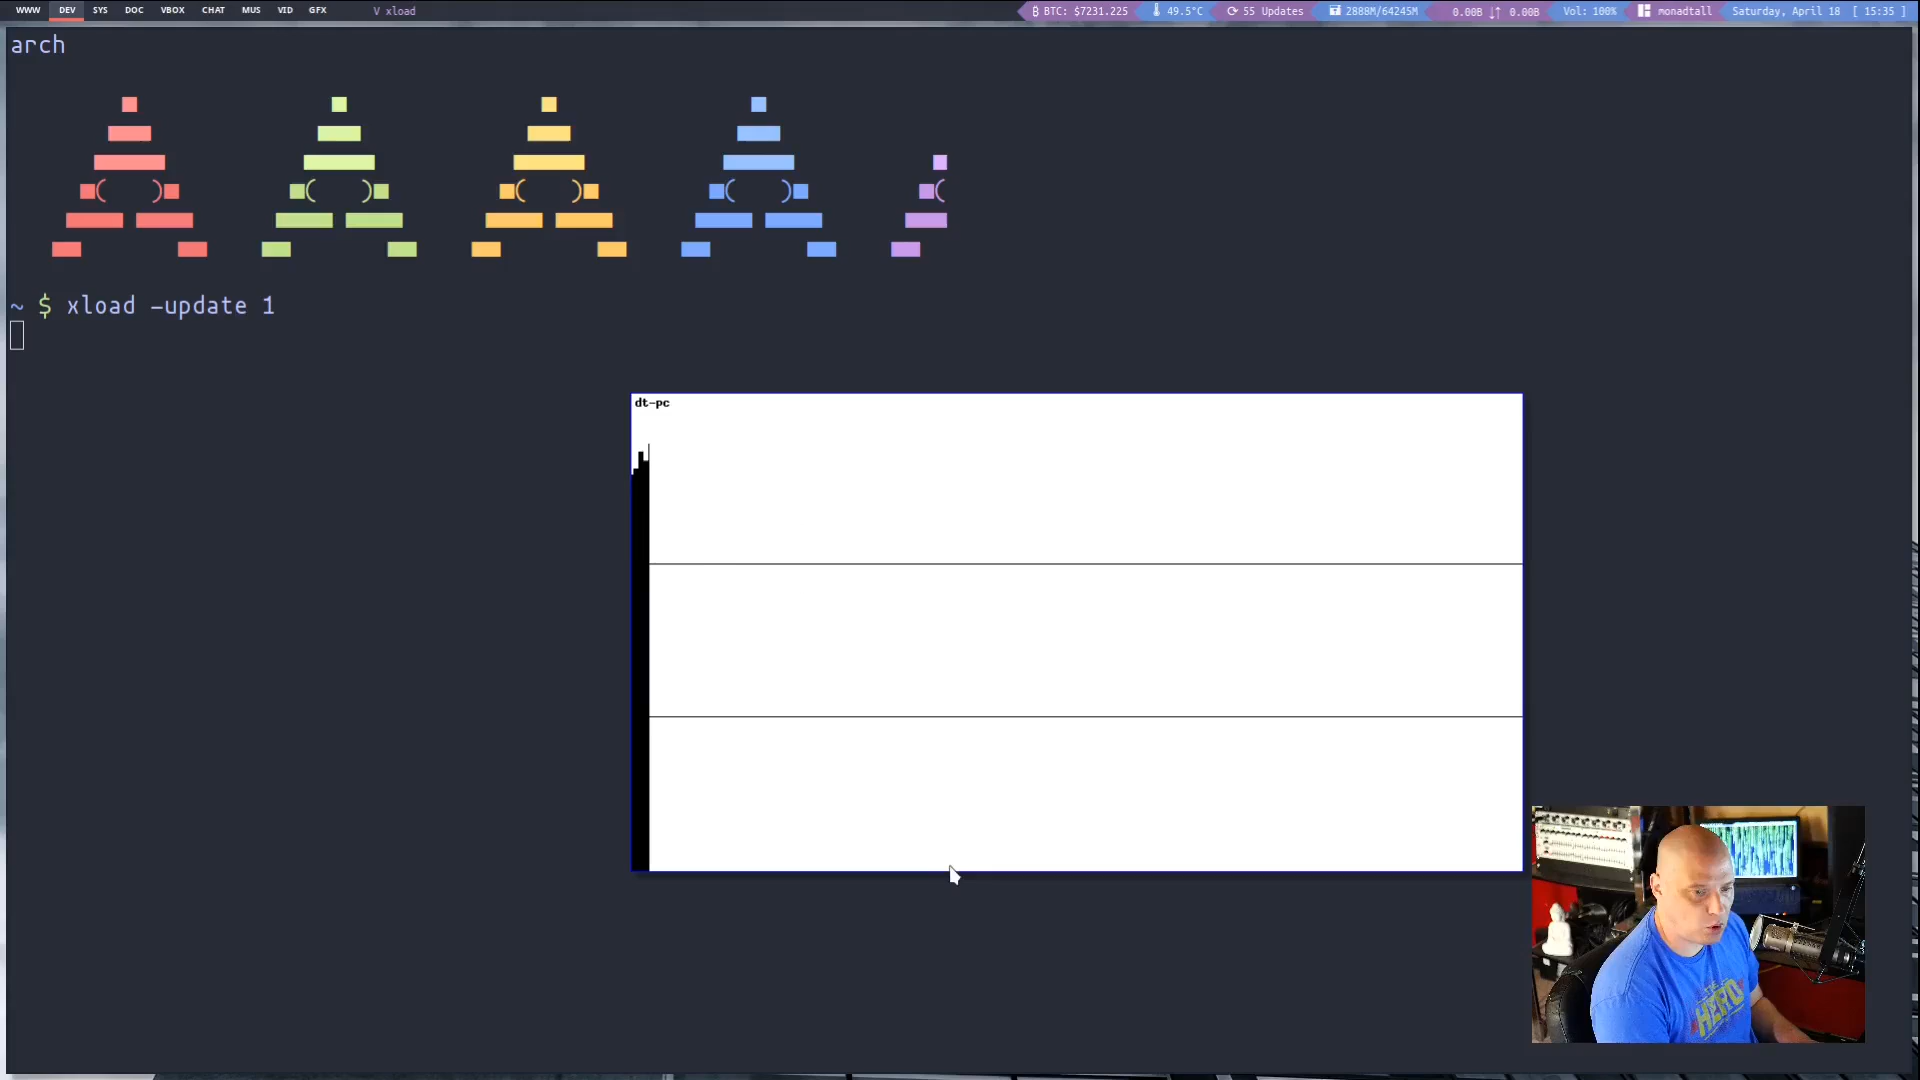 WWW DEV SYS DOC VBOX CHAT MUS VID GFX V xload BTC: $7231.225 49.5°C 55 Updates 2888M/64245M 0.00B ↓↑ 0.00B Vol: 100% monadtall Saturday, April 18 [ 15:35 ]
arch
~ $ xload -update 1
dt-pc
HERO